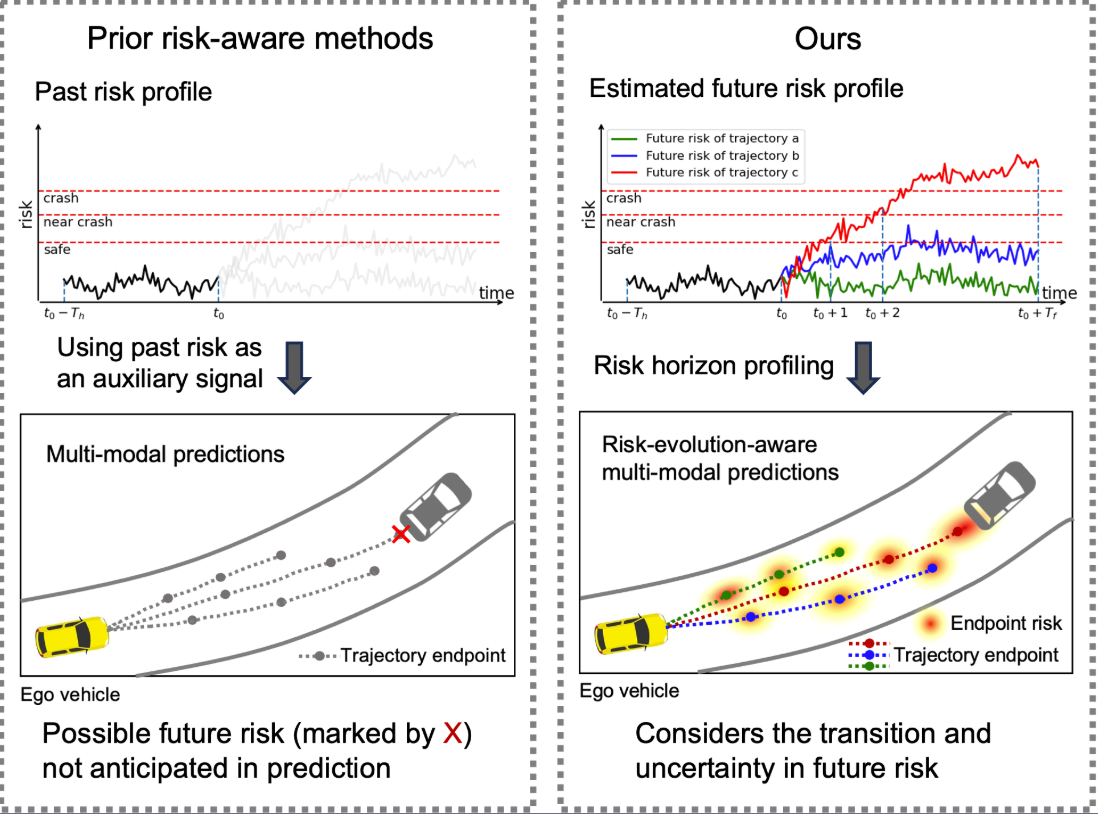 Prior risk-aware methods
Past risk profile
risk
crash
near crash
safe
time
t₀ − Tₕ
t₀
Using past risk as
an auxiliary signal
Multi-modal predictions
Trajectory endpoint
Ego vehicle
Possible future risk (marked by X)
not anticipated in prediction
Ours
Estimated future risk profile
Future risk of trajectory a
Future risk of trajectory b
Future risk of trajectory c
risk
crash
near crash
safe
time
t₀ − Tₕ
t₀
t₀ + 1
t₀ + 2
t₀ + T_f
Risk horizon profiling
Risk-evolution-aware
multi-modal predictions
Endpoint risk
Trajectory endpoint
Ego vehicle
Considers the transition and
uncertainty in future risk